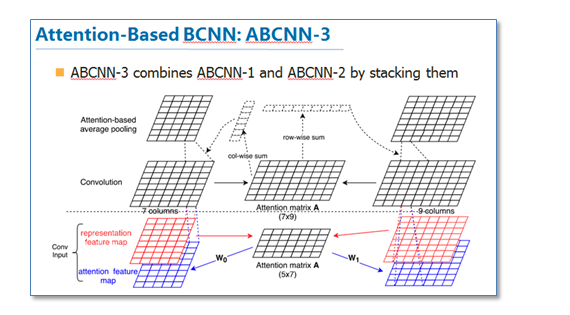 Attention-Based BCNN: ABCNN-3
ABCNN-3 combines ABCNN-1 and ABCNN-2 by stacking them
Attention-based
average pooling
row-wise sum
col-wise sum
Convolution
7 columns
Attention matrix A
(7x9)
9 columns
Conv
Input
representation
feature map
attention feature
map
W0
Attention matrix A
(5x7)
W1